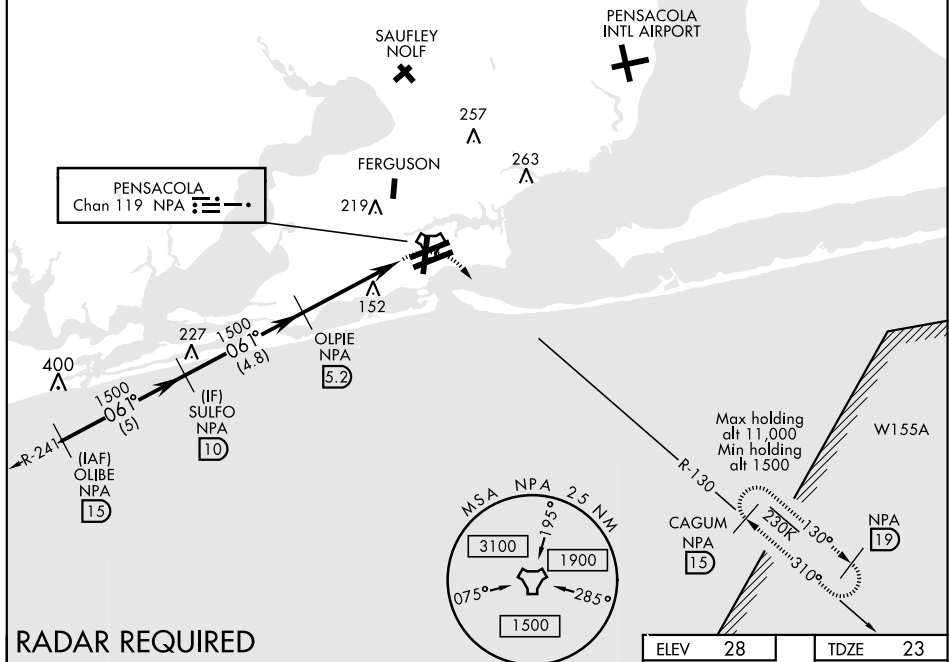 PENSACOLA
INTL AIRPORT
SAUFLEY
NOLF
257
263
FERGUSON
219
PENSACOLA
Chan 119 NPA
152
OLPIE
NPA
5.2
1500
061°
(4.8)
227
400
1500
061°
(5)
(IF)
SULFO
NPA
10
R-241
(IAF)
OLIBE
NPA
15
Max holding
alt 11,000
Min holding
alt 1500
W155A
R-130
CAGUM
NPA
15
230K
130°
310°
NPA
19
MSA NPA 25 NM
195°
3100
1900
075°
285°
1500
RADAR REQUIRED
ELEV 28
TDZE 23